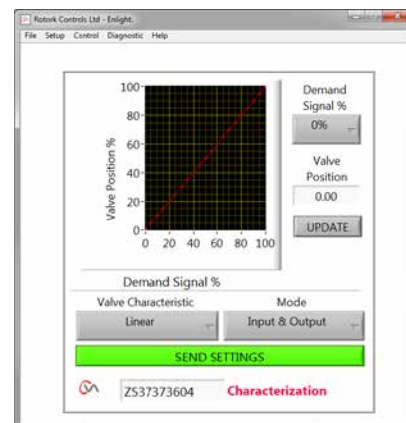 Rotork Controls Ltd - Enlight.
File Setup Control Diagnostic Help
100
80
60
40
20
0
Valve Position %
0 20 40 60 80 100
Demand Signal %
Demand
Signal %
0%
Valve
Position
0.00
UPDATE
Valve Characteristic
Linear
Mode
Input & Output
SEND SETTINGS
ZS37373604
Characterization